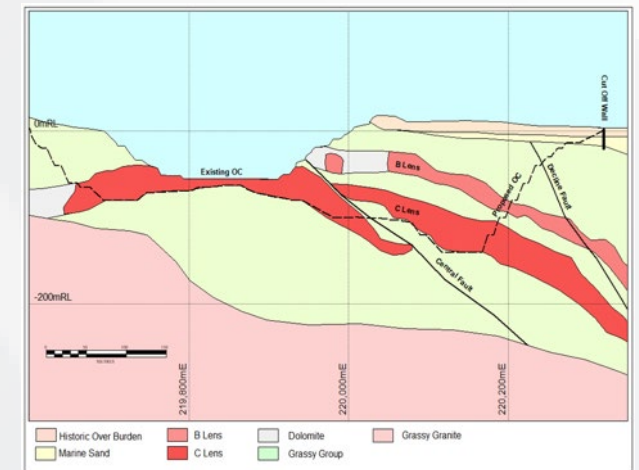 Cut Off Wall
0mRL
Existing OC
B Lens
C Lens
Proposed OC
Decline Fault
Central Fault
-200mRL
219,800mE
220,000mE
220,200mE
Historic Over Burden
B Lens
Dolomite
Grassy Granite
Marine Sand
C Lens
Grassy Group